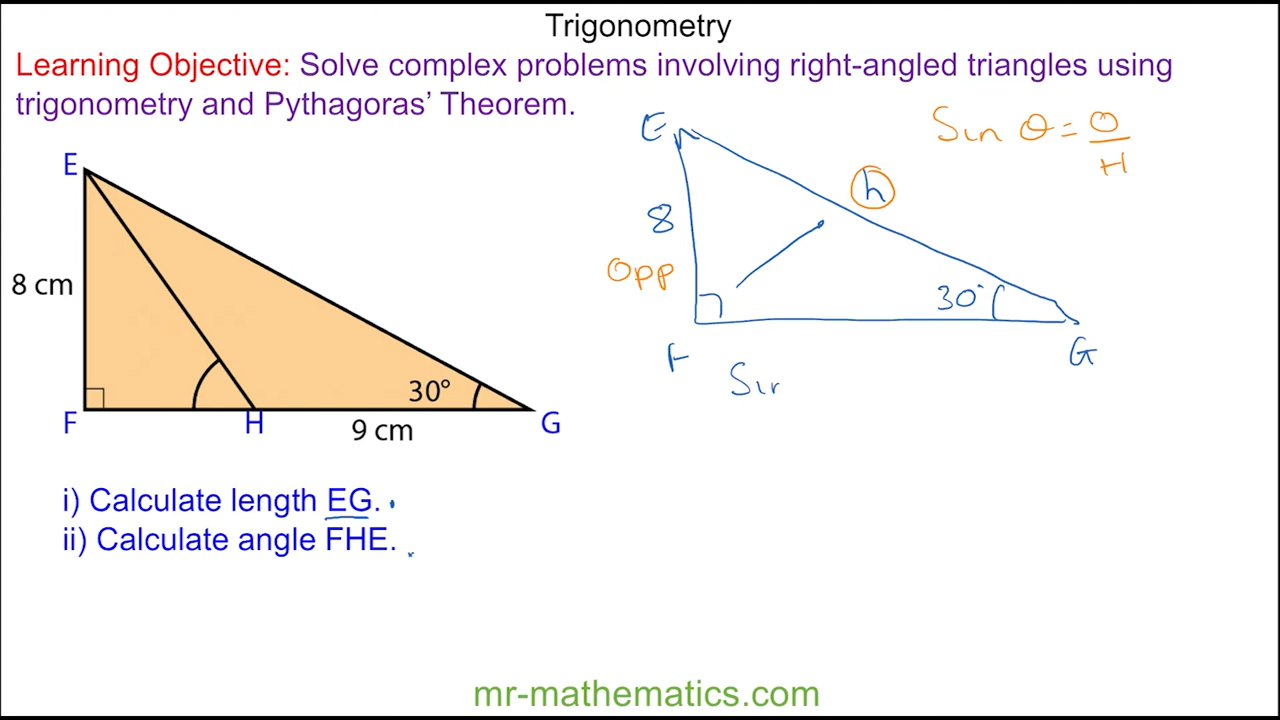 Trigonometry
Learning Objective: Solve complex problems involving right-angled triangles using
trigonometry and Pythagoras’ Theorem.
E
8 cm
F
H
30°
9 cm
G
E
8
opp
h
30°
F
G
Sin θ = O
H
Sin
i) Calculate length EG.
ii) Calculate angle FHE.
mr-mathematics.com